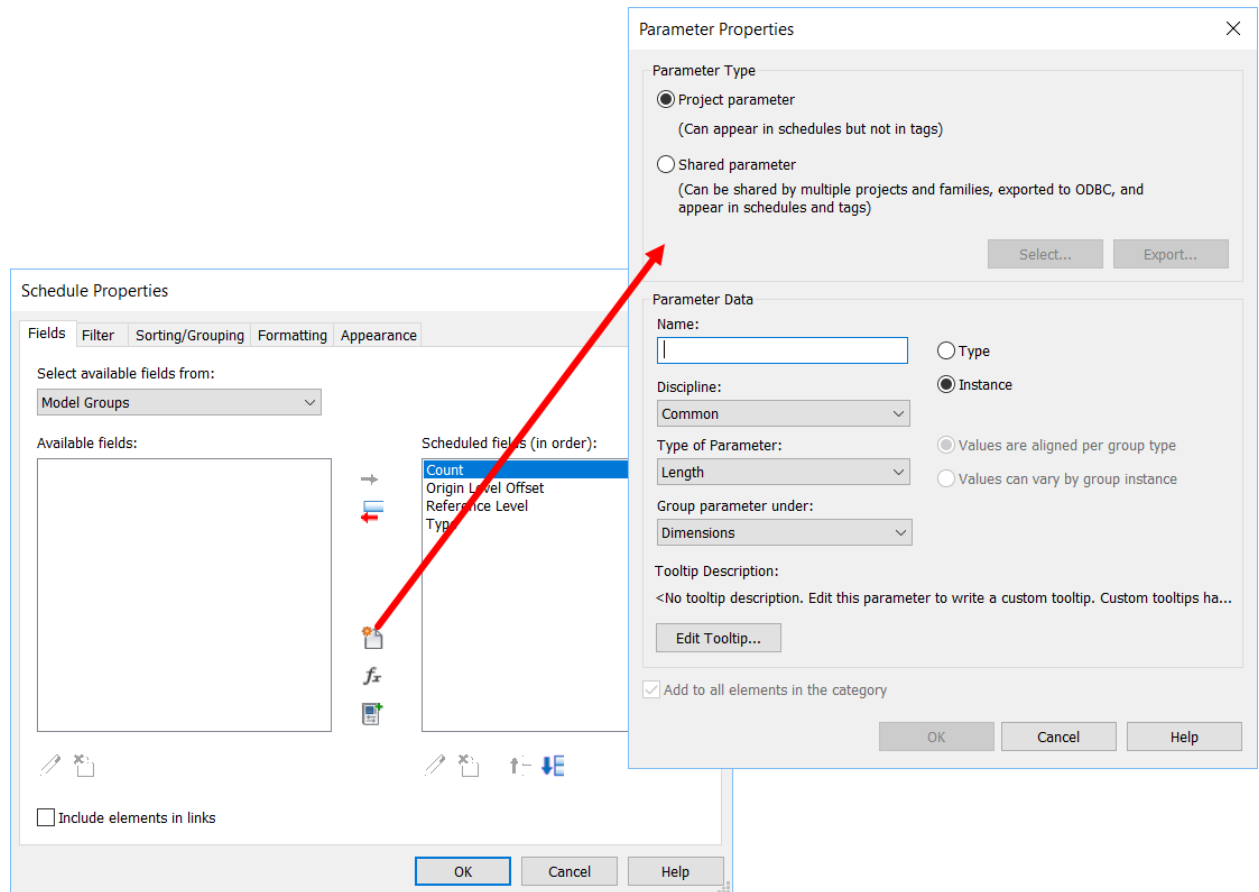 Parameter Properties
Parameter Type
Project parameter
(Can appear in schedules but not in tags)
Shared parameter
(Can be shared by multiple projects and families, exported to ODBC, and
appear in schedules and tags)
Select...
Export...
Parameter Data
Name:
Type
Instance
Discipline:
Common
Type of Parameter:
Values are aligned per group type
Length
Values can vary by group instance
Group parameter under:
Dimensions
Tooltip Description:
<No tooltip description. Edit this parameter to write a custom tooltip. Custom tooltips ha...
Edit Tooltip...
Add to all elements in the category
OK
Cancel
Help
Schedule Properties
Fields
Filter
Sorting/Grouping
Formatting
Appearance
Select available fields from:
Model Groups
Available fields:
Scheduled fields (in order):
Count
Origin Level Offset
Reference Level
Type
fx
Include elements in links
OK
Cancel
Help